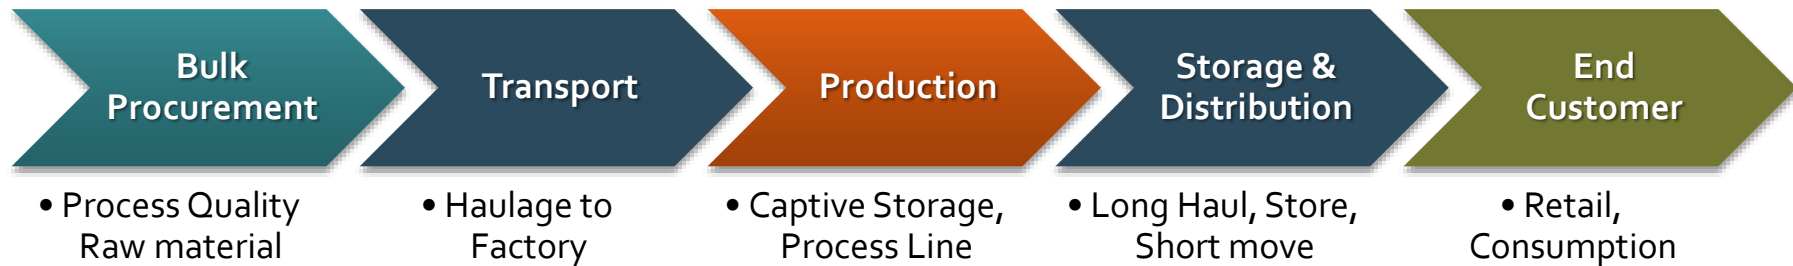 Bulk
Procurement
Transport
Production
Storage &
Distribution
End
Customer
• Process Quality
Raw material
• Haulage to
Factory
• Captive Storage,
Process Line
• Long Haul, Store,
Short move
• Retail,
Consumption